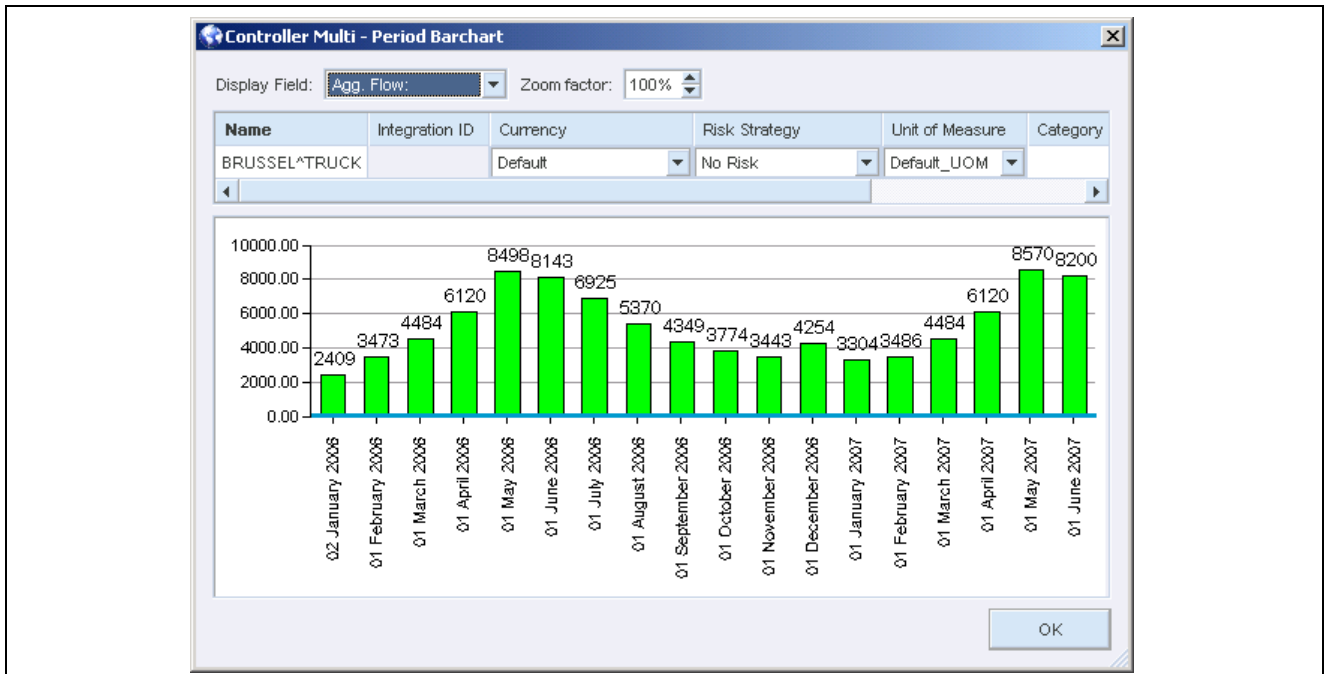 Controller Multi - Period Barchart
Display Field: Agg. Flow: Zoom factor: 100%
Name Integration ID Currency Risk Strategy Unit of Measure Category
BRUSSEL^TRUCK Default No Risk Default_UOM
10000.00
8000.00
6000.00
4000.00
2000.00
0.00
2409
3473
4484
6120
8498
8143
6925
5370
4349
3774
3443
4254
3304
3486
4484
6120
8570
8200
02 January 2006
01 February 2006
01 March 2006
01 April 2006
01 May 2006
01 June 2006
01 July 2006
01 August 2006
01 September 2006
01 October 2006
01 November 2006
01 December 2006
01 January 2007
01 February 2007
01 March 2007
01 April 2007
01 May 2007
01 June 2007
OK